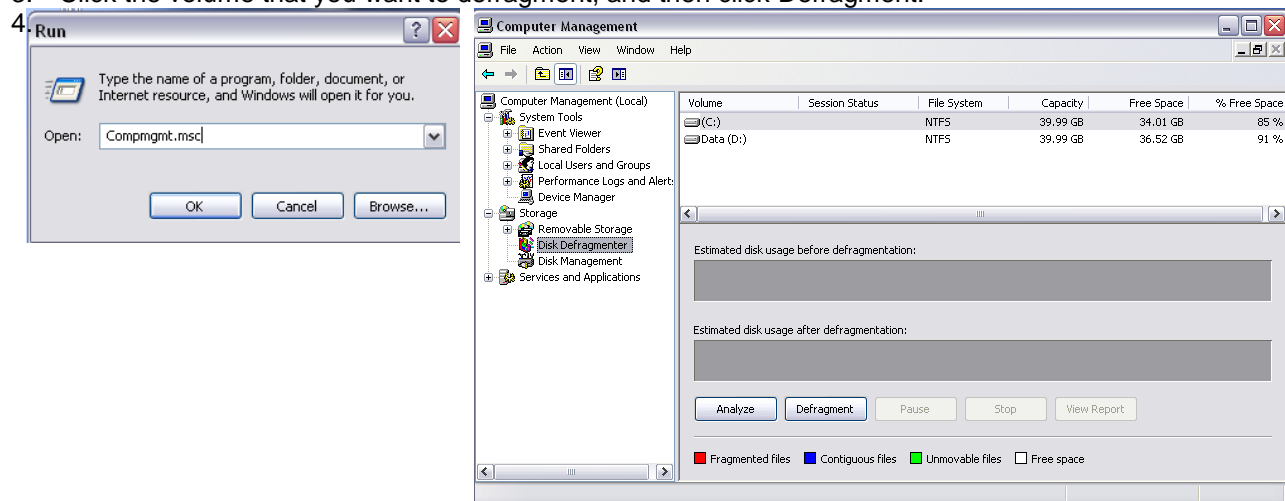 Click the volume that you want to defragment, and then click Defragment.
4.
Run
Type the name of a program, folder, document, or
Internet resource, and Windows will open it for you.
Open: Compmgmt.msc
OK Cancel Browse...
Computer Management
File Action View Window Help
Computer Management (Local)
System Tools
Event Viewer
Shared Folders
Local Users and Groups
Performance Logs and Alert:
Device Manager
Storage
Removable Storage
Disk Defragmenter
Disk Management
Services and Applications
Volume Session Status File System Capacity Free Space % Free Space
(C:) NTFS 39.99 GB 34.01 GB 85 %
Data (D:) NTFS 39.99 GB 36.52 GB 91 %
Estimated disk usage before defragmentation:
Estimated disk usage after defragmentation:
Analyze Defragment Pause Stop View Report
Fragmented files Contiguous files Unmovable files Free space